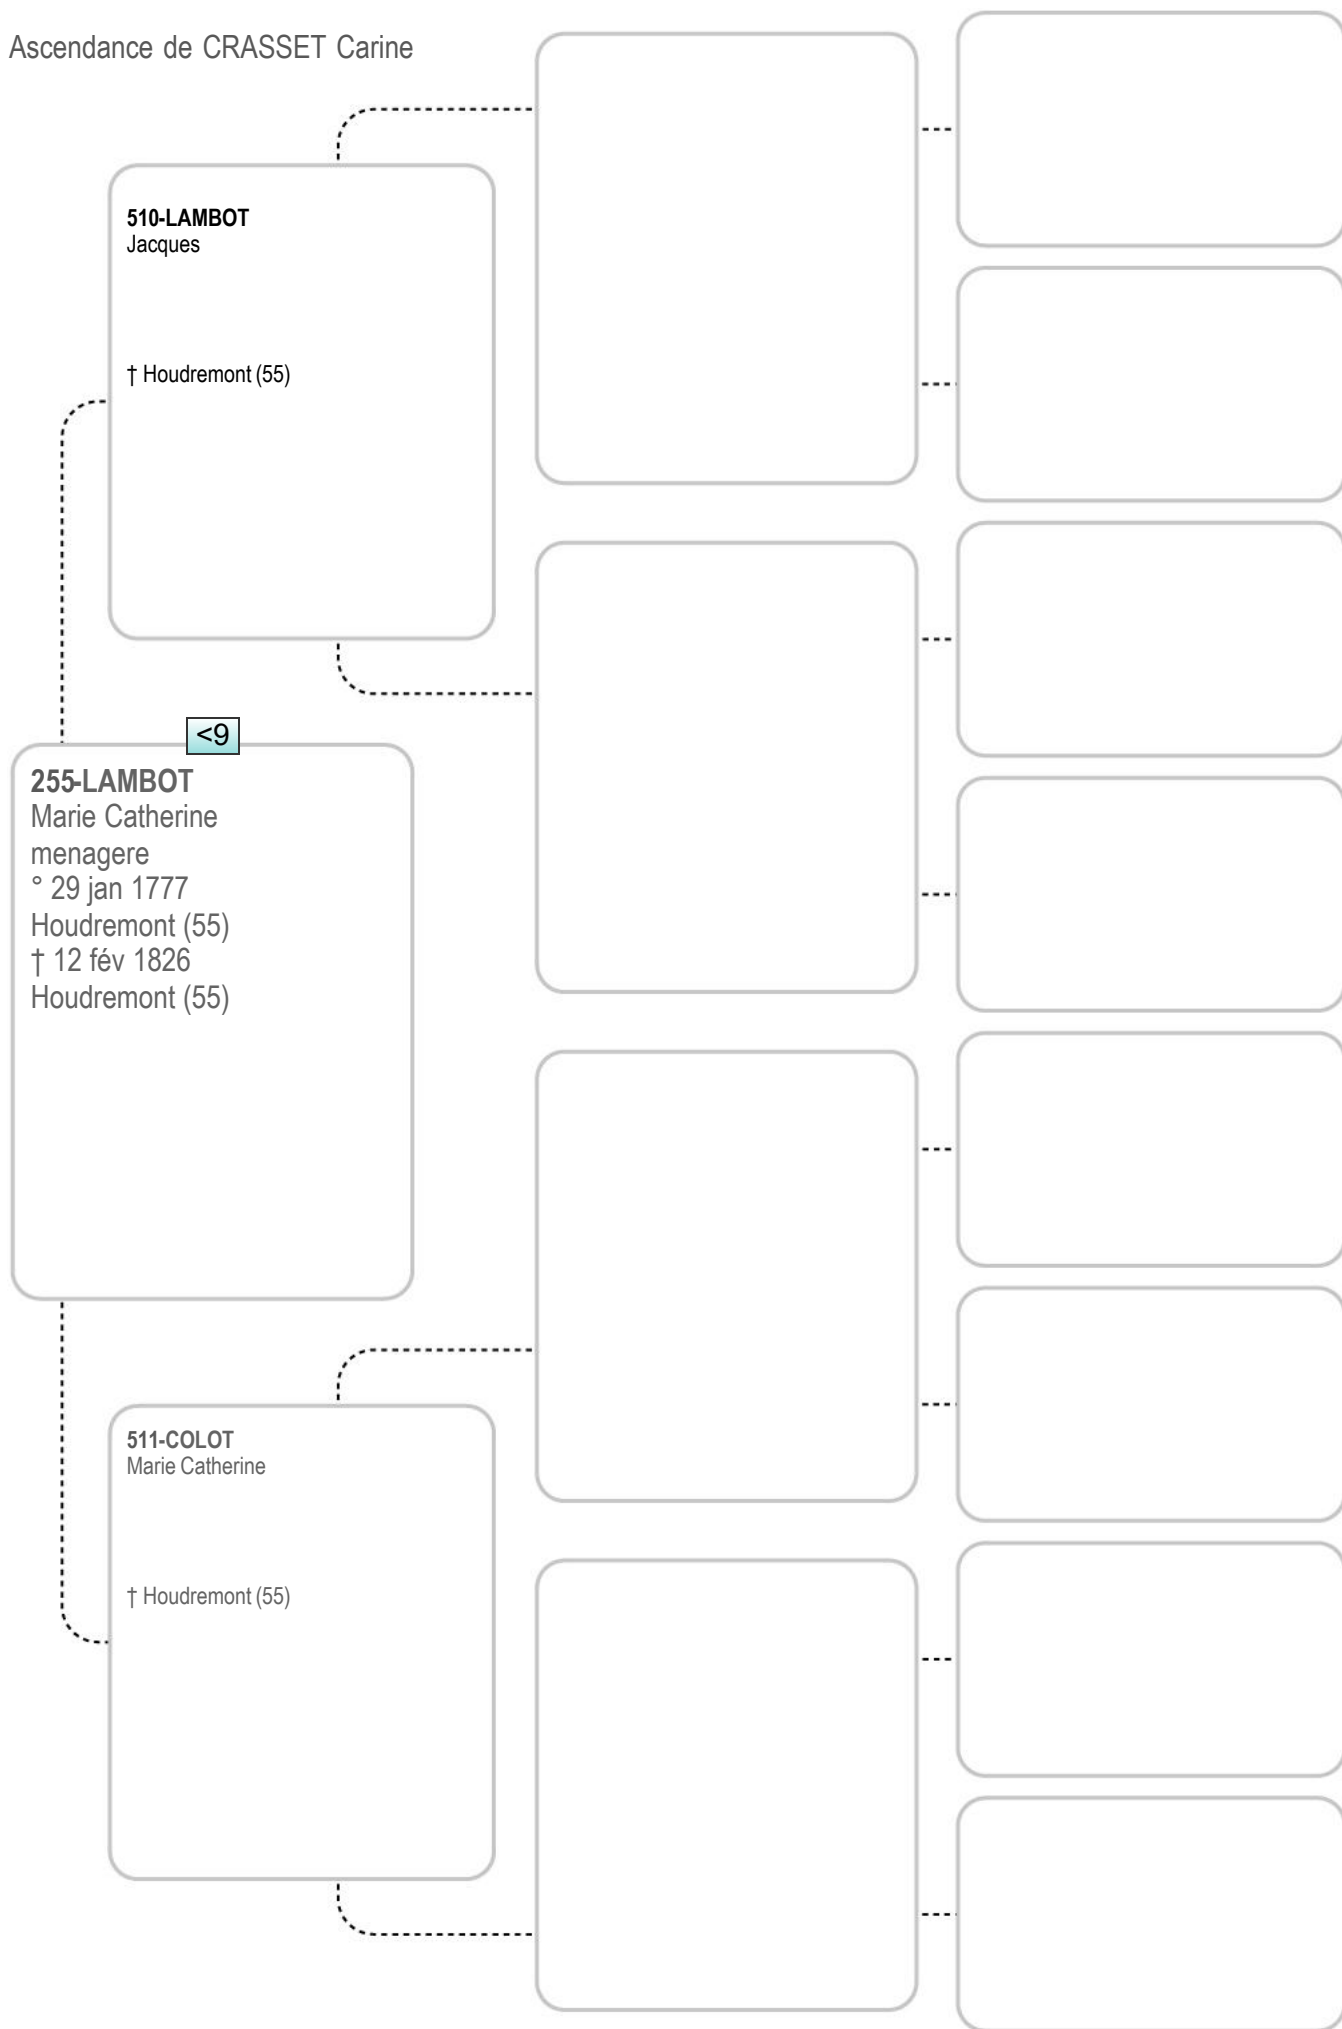 Ascendance de CRASSET Carine
510-LAMBOT
Jacques
† Houdremont (55)
<9
255-LAMBOT
Marie Catherine
menagere
° 29 jan 1777
Houdremont (55)
† 12 fév 1826
Houdremont (55)
511-COLOT
Marie Catherine
† Houdremont (55)